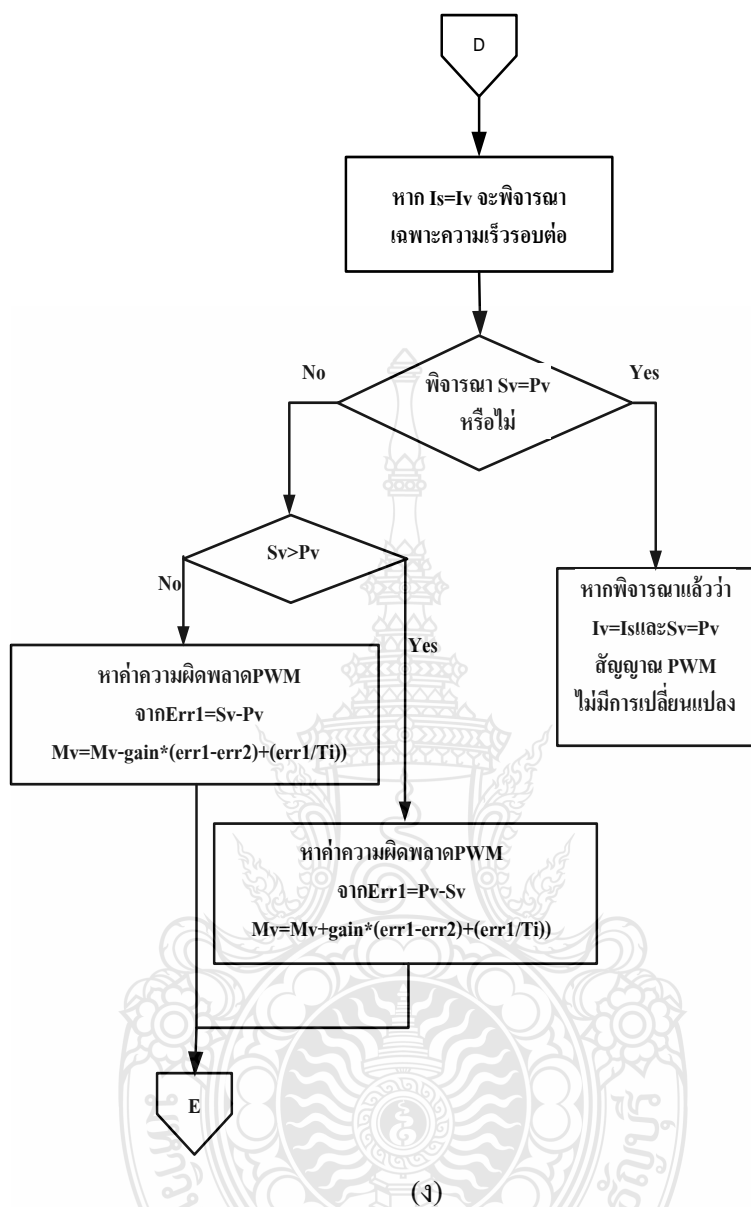 D
หาก Is=Iv จะพิจารณา
เฉพาะความเร็วรอบต่อ
พิจารณา Sv=Pv
หรือไม่
No
Yes
Sv>Pv
No
Yes
หาค่าความผิดพลาดPWM
จากErr1=Sv-Pv
Mv=Mv-gain*(err1-err2)+(err1/Ti))
หากพิจารณาแล้วว่า
Iv=IsและSv=Pv
สัญญาณ PWM
ไม่มีการเปลี่ยนแปลง
หาค่าความผิดพลาดPWM
จากErr1=Pv-Sv
Mv=Mv+gain*(err1-err2)+(err1/Ti))
E
(ง)